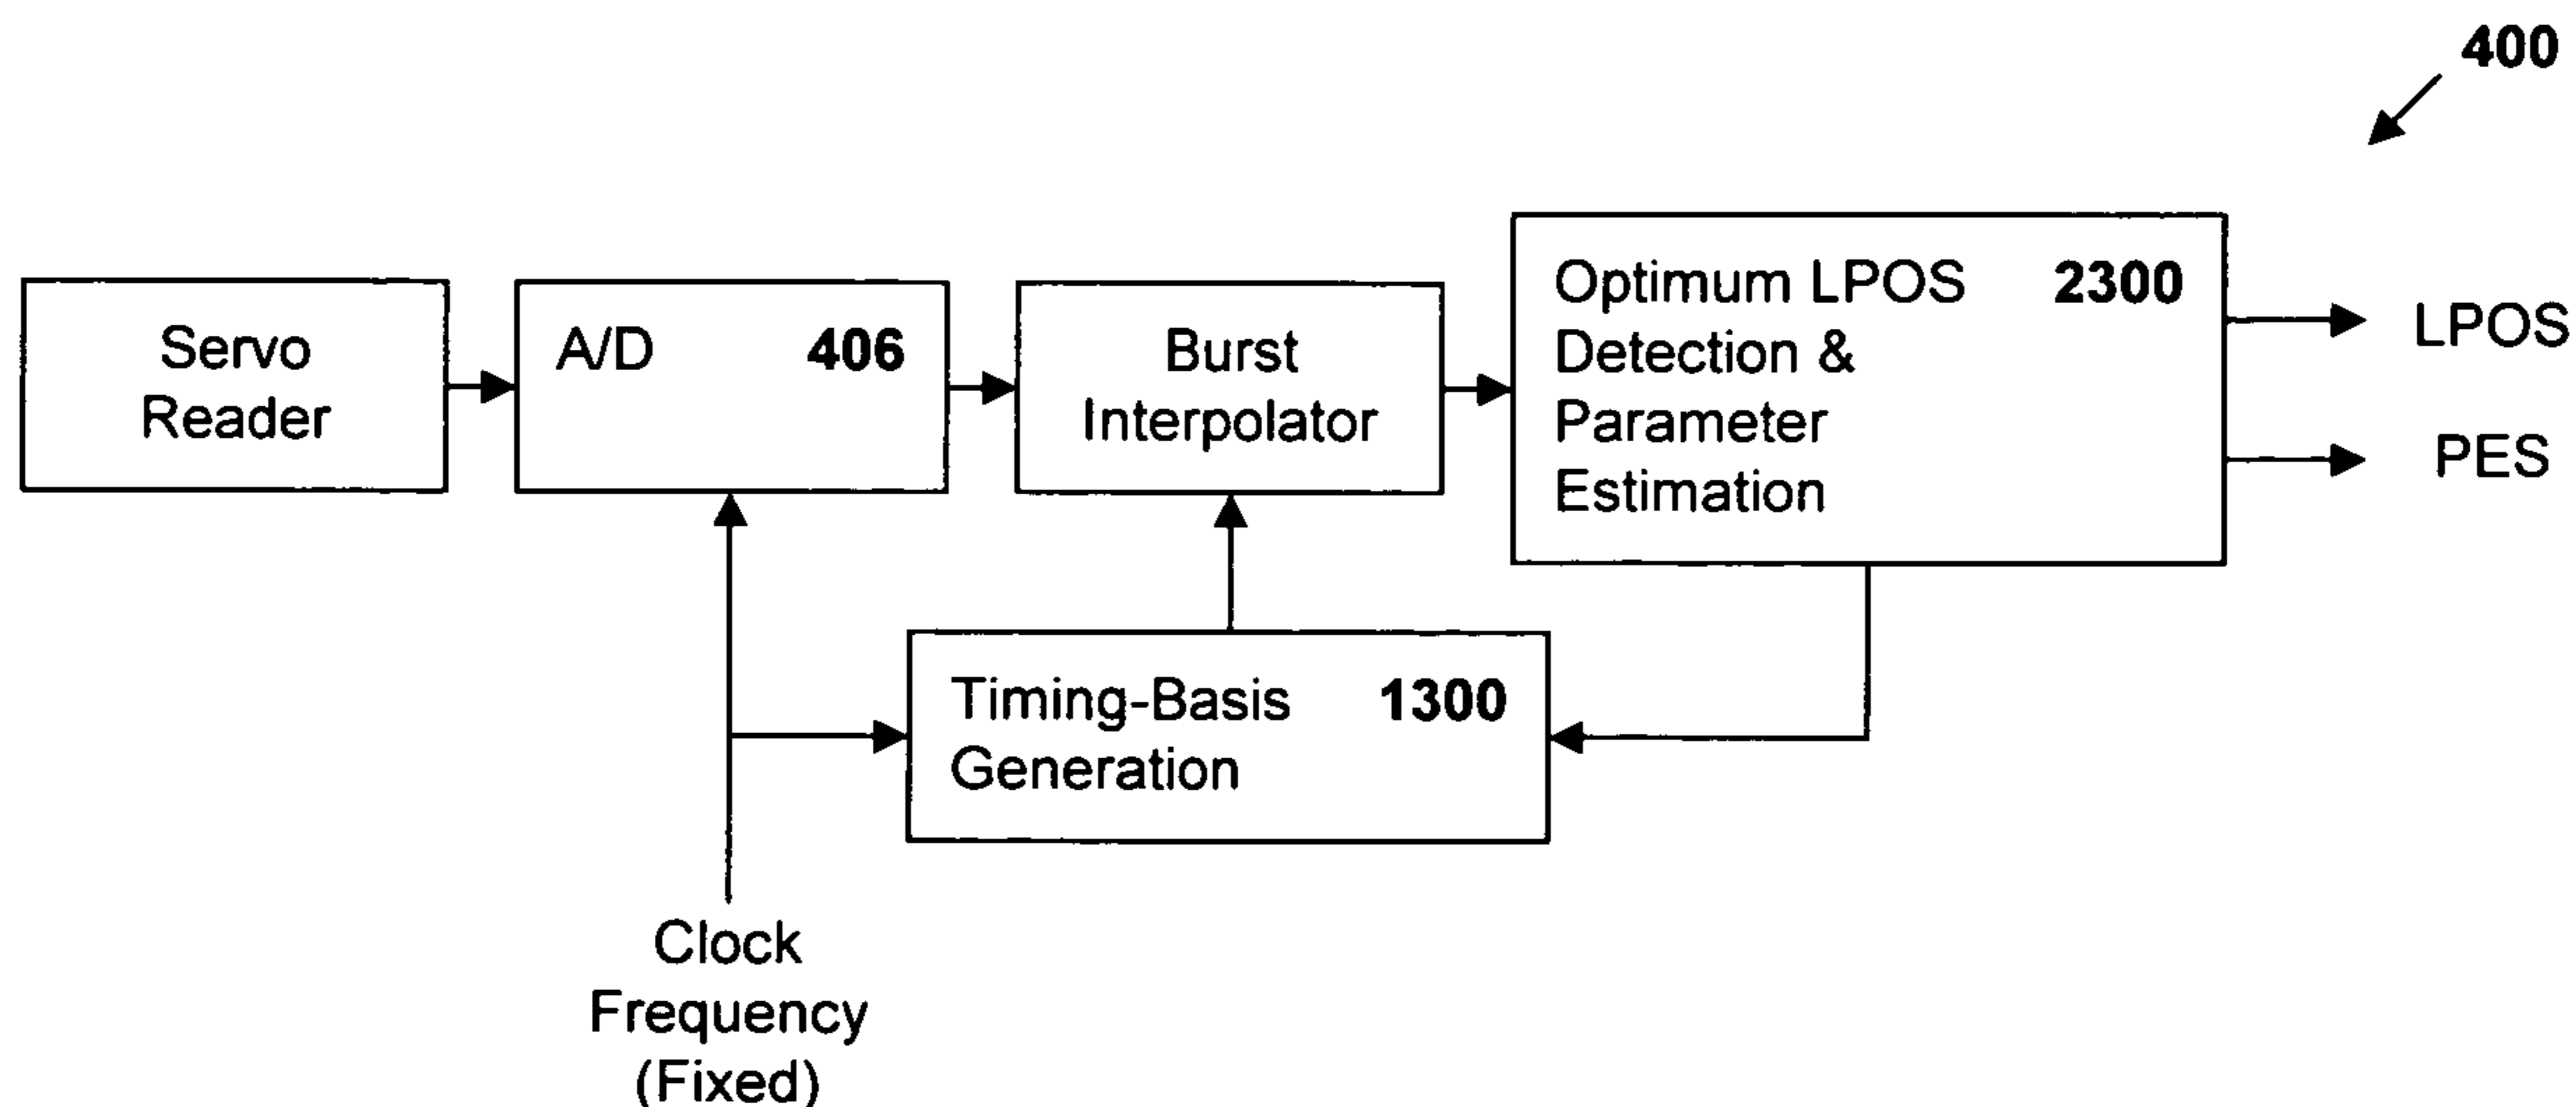 400
Servo
Reader
A/D 406
Burst
Interpolator
Optimum LPOS 2300
Detection &
Parameter
Estimation
LPOS
PES
Timing-Basis 1300
Generation
Clock
Frequency
(Fixed)